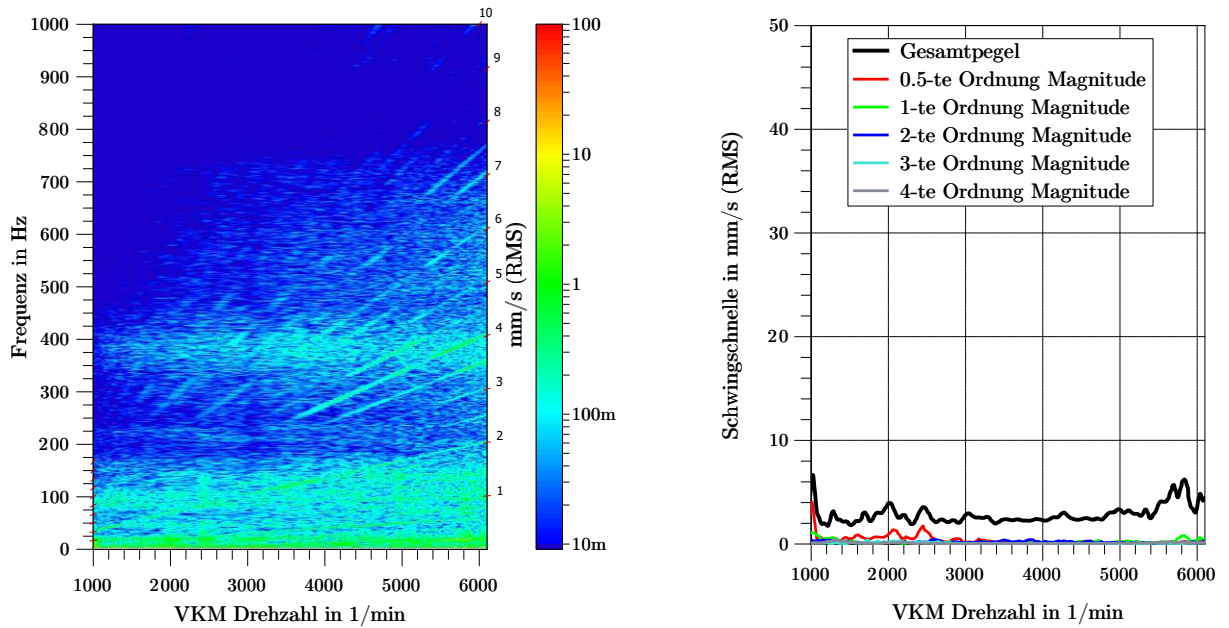 1000
900
800
700
600
500
400
300
200
100
0
Frequenz in Hz
1000 2000 3000 4000 5000 6000
VKM Drehzahl in 1/min
10
9
8
7
6
5
4
3
2
1
mm/s (RMS)
100
10
1
100m
10m
50
40
30
20
10
0
Schwingschnelle in mm/s (RMS)
Gesamtpegel
0.5-te Ordnung Magnitude
1-te Ordnung Magnitude
2-te Ordnung Magnitude
3-te Ordnung Magnitude
4-te Ordnung Magnitude
1000 2000 3000 4000 5000 6000
VKM Drehzahl in 1/min